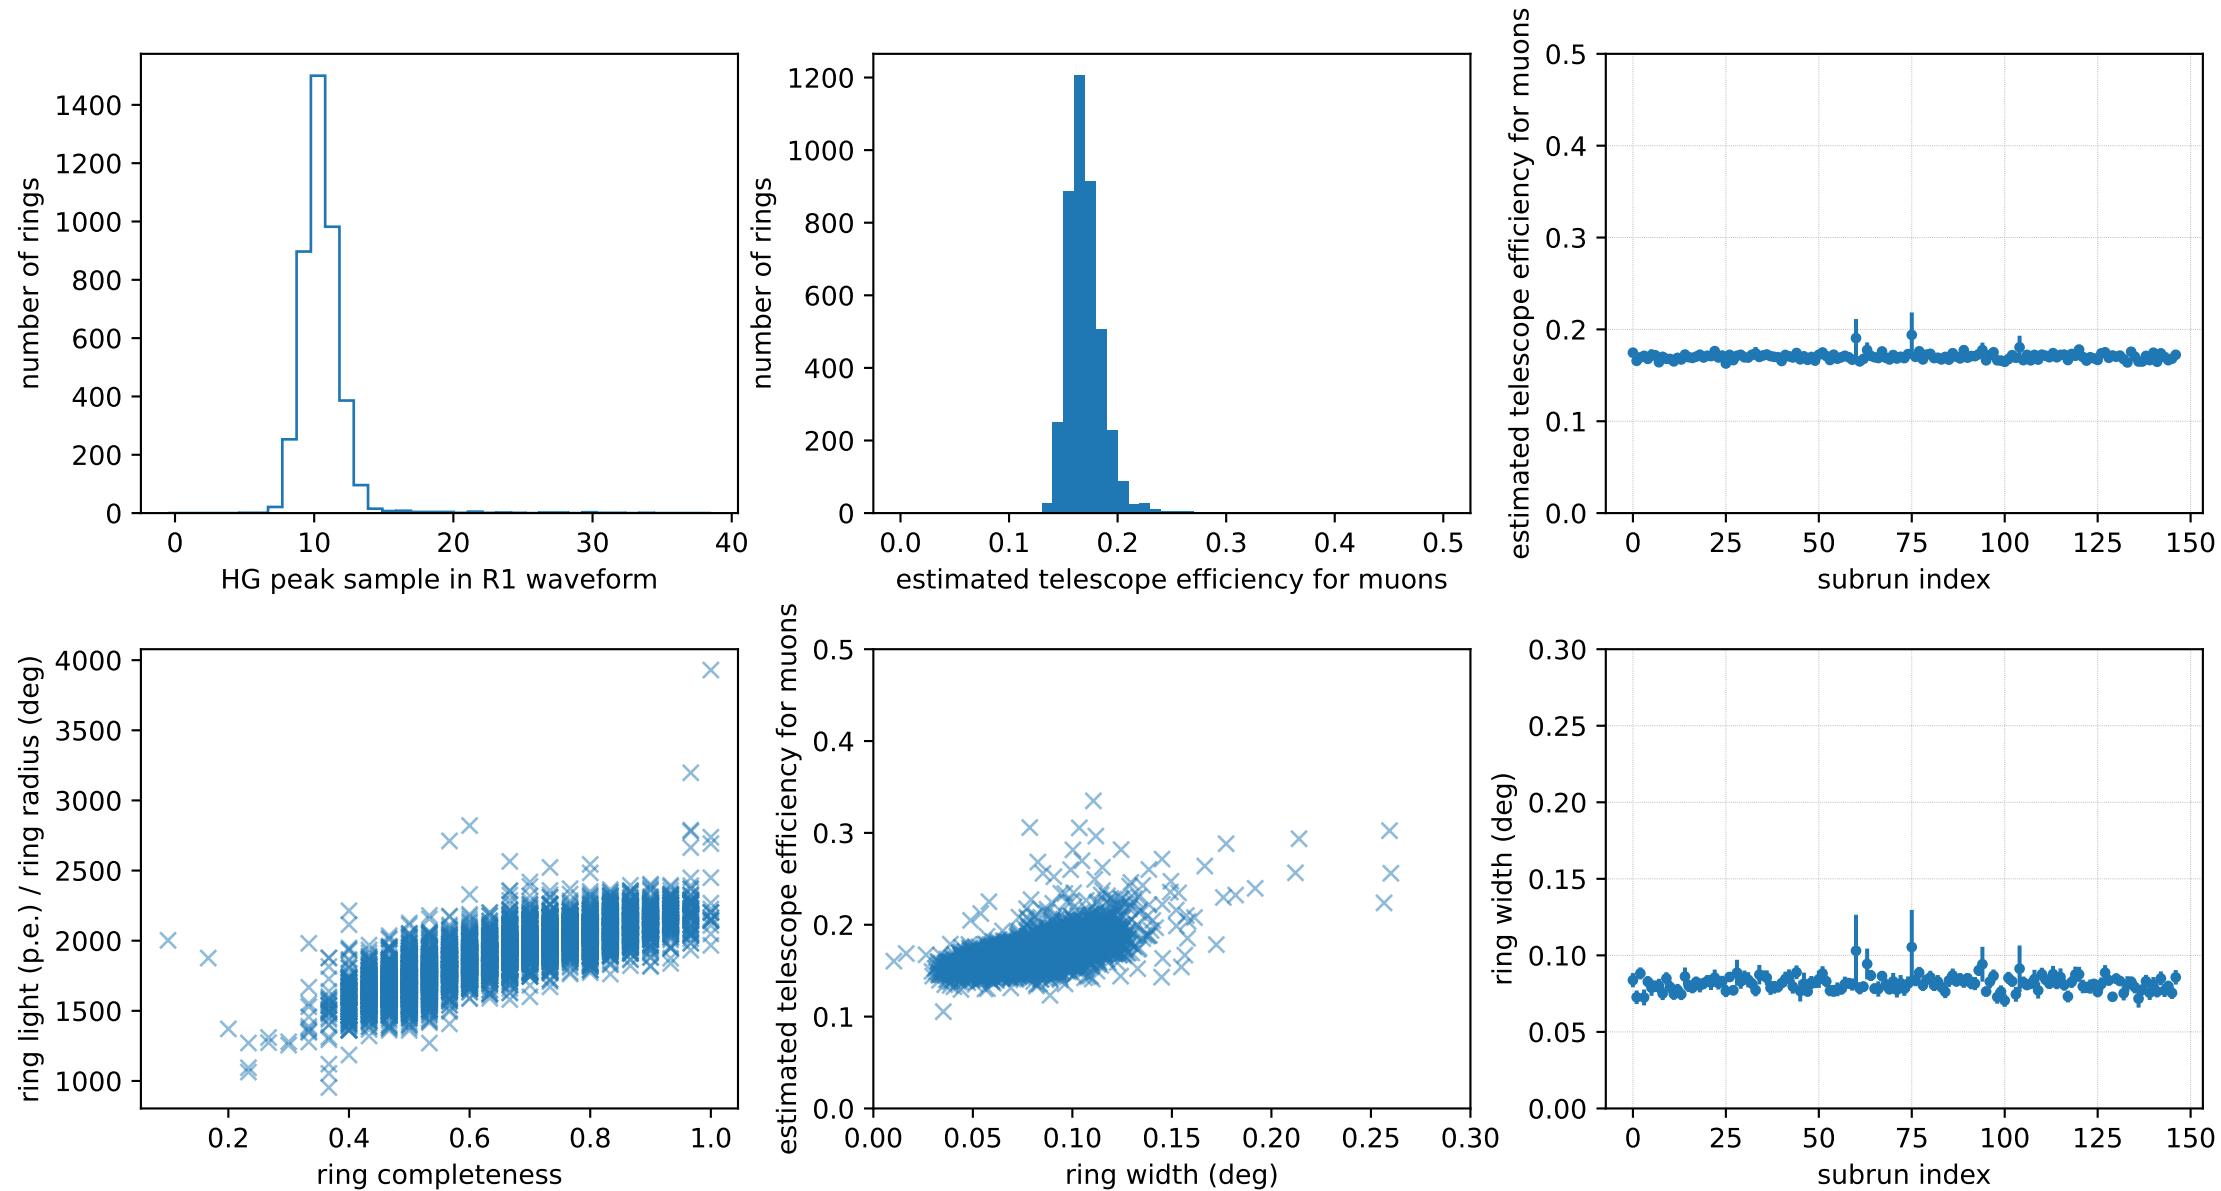 number of rings
1400
1200
1000
800
600
400
200
0
0 10 20 30 40
HG peak sample in R1 waveform
number of rings
1200
1000
800
600
400
200
0
0.0 0.1 0.2 0.3 0.4 0.5
estimated telescope efficiency for muons
estimated telescope efficiency for muons
0.5
0.4
0.3
0.2
0.1
0.0
0 25 50 75 100 125 150
subrun index
ring light (p.e.) / ring radius (deg)
4000
3500
3000
2500
2000
1500
1000
0.2 0.4 0.6 0.8 1.0
ring completeness
estimated telescope efficiency for muons
0.5
0.4
0.3
0.2
0.1
0.0
0.00 0.05 0.10 0.15 0.20 0.25 0.30
ring width (deg)
ring width (deg)
0.30
0.25
0.20
0.15
0.10
0.05
0.00
0 25 50 75 100 125 150
subrun index